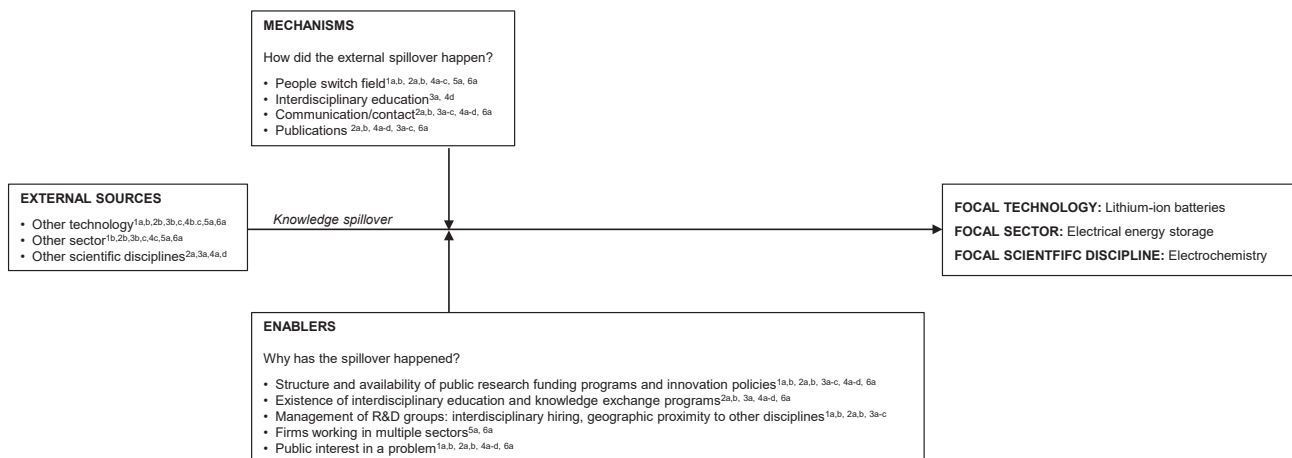 MECHANISMS
How did the external spillover happen?
• People switch field1a,b, 2a,b, 4a-c, 5a, 6a
• Interdisciplinary education3a, 4d
• Communication/contact2a,b, 3a-c, 4a-d, 6a
• Publications 2a,b, 4a-d, 3a-c, 6a
EXTERNAL SOURCES
• Other technology1a,b,2b,3b,c,4b.c,5a,6a
• Other sector1b,2b,3b,c,4c,5a,6a
• Other scientific disciplines2a,3a,4a,d
Knowledge spillover
FOCAL TECHNOLOGY: Lithium-ion batteries
FOCAL SECTOR: Electrical energy storage
FOCAL SCIENTIFC DISCIPLINE: Electrochemistry
ENABLERS
Why has the spillover happened?
• Structure and availability of public research funding programs and innovation policies1a,b, 2a,b, 3a-c, 4a-d, 6a
• Existence of interdisciplinary education and knowledge exchange programs2a,b, 3a, 4a-d, 6a
• Management of R&D groups: interdisciplinary hiring, geographic proximity to other disciplines1a,b, 2a,b, 3a-c
• Firms working in multiple sectors5a, 6a
• Public interest in a problem1a,b, 2a,b, 4a-d, 6a